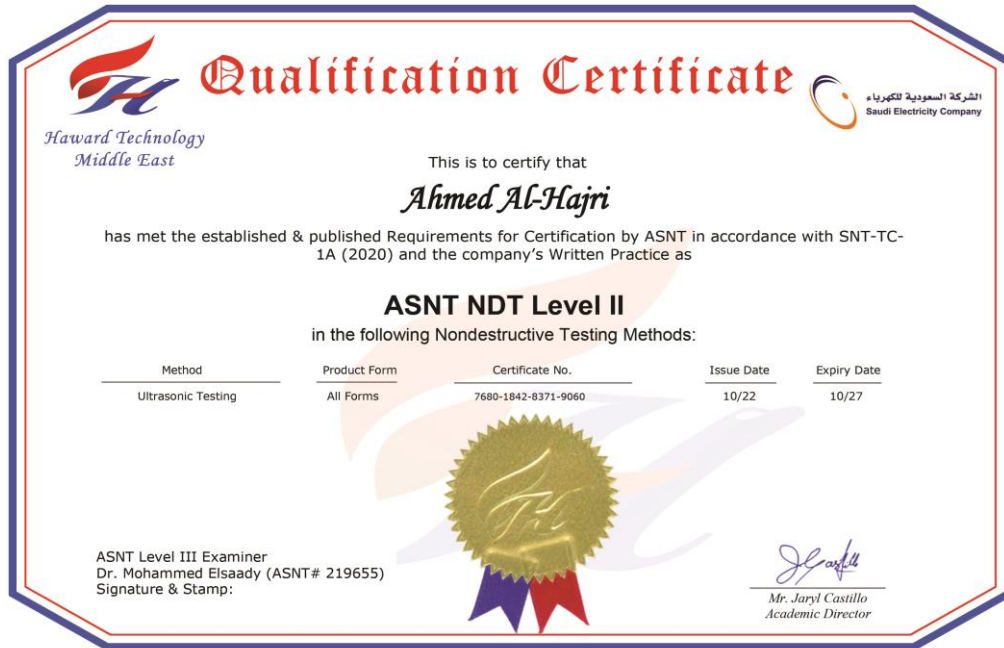 Qualification Certificate
Haward Technology
Middle East
الشركة السعودية للكهرباء
Saudi Electricity Company
This is to certify that
Ahmed Al-Hajri
has met the established & published Requirements for Certification by ASNT in accordance with SNT-TC-
1A (2020) and the company's Written Practice as
ASNT NDT Level II
in the following Nondestructive Testing Methods:
Method Product Form Certificate No. Issue Date Expiry Date
Ultrasonic Testing All Forms 7680-1842-8371-9060 10/22 10/27
ASNT Level III Examiner
Dr. Mohammed Elsaady (ASNT# 219655)
Signature & Stamp:
Mr. Jaryl Castillo
Academic Director